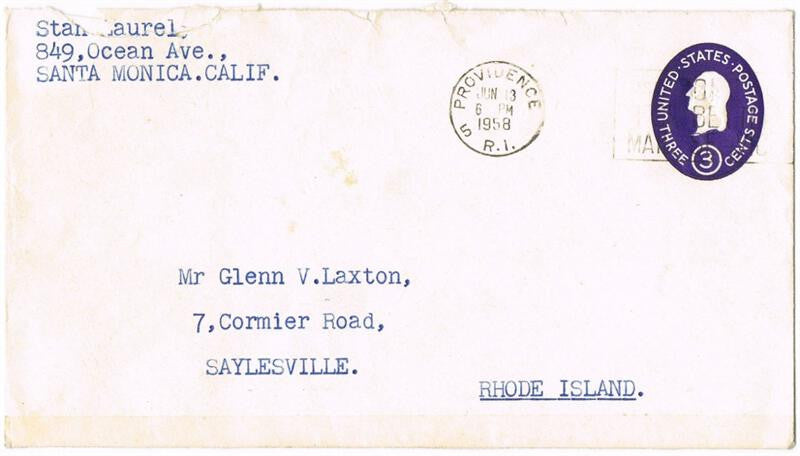 Stan Laurel,
849,Ocean Ave.,
SANTA MONICA.CALIF.
PROVIDENCE
JUN 13
6 PM
1958
R.I.
5
UNITED·STATES·POSTAGE
THREE 3 CENTS
Mr Glenn V.Laxton,
7,Cormier Road,
SAYLESVILLE.
RHODE ISLAND.